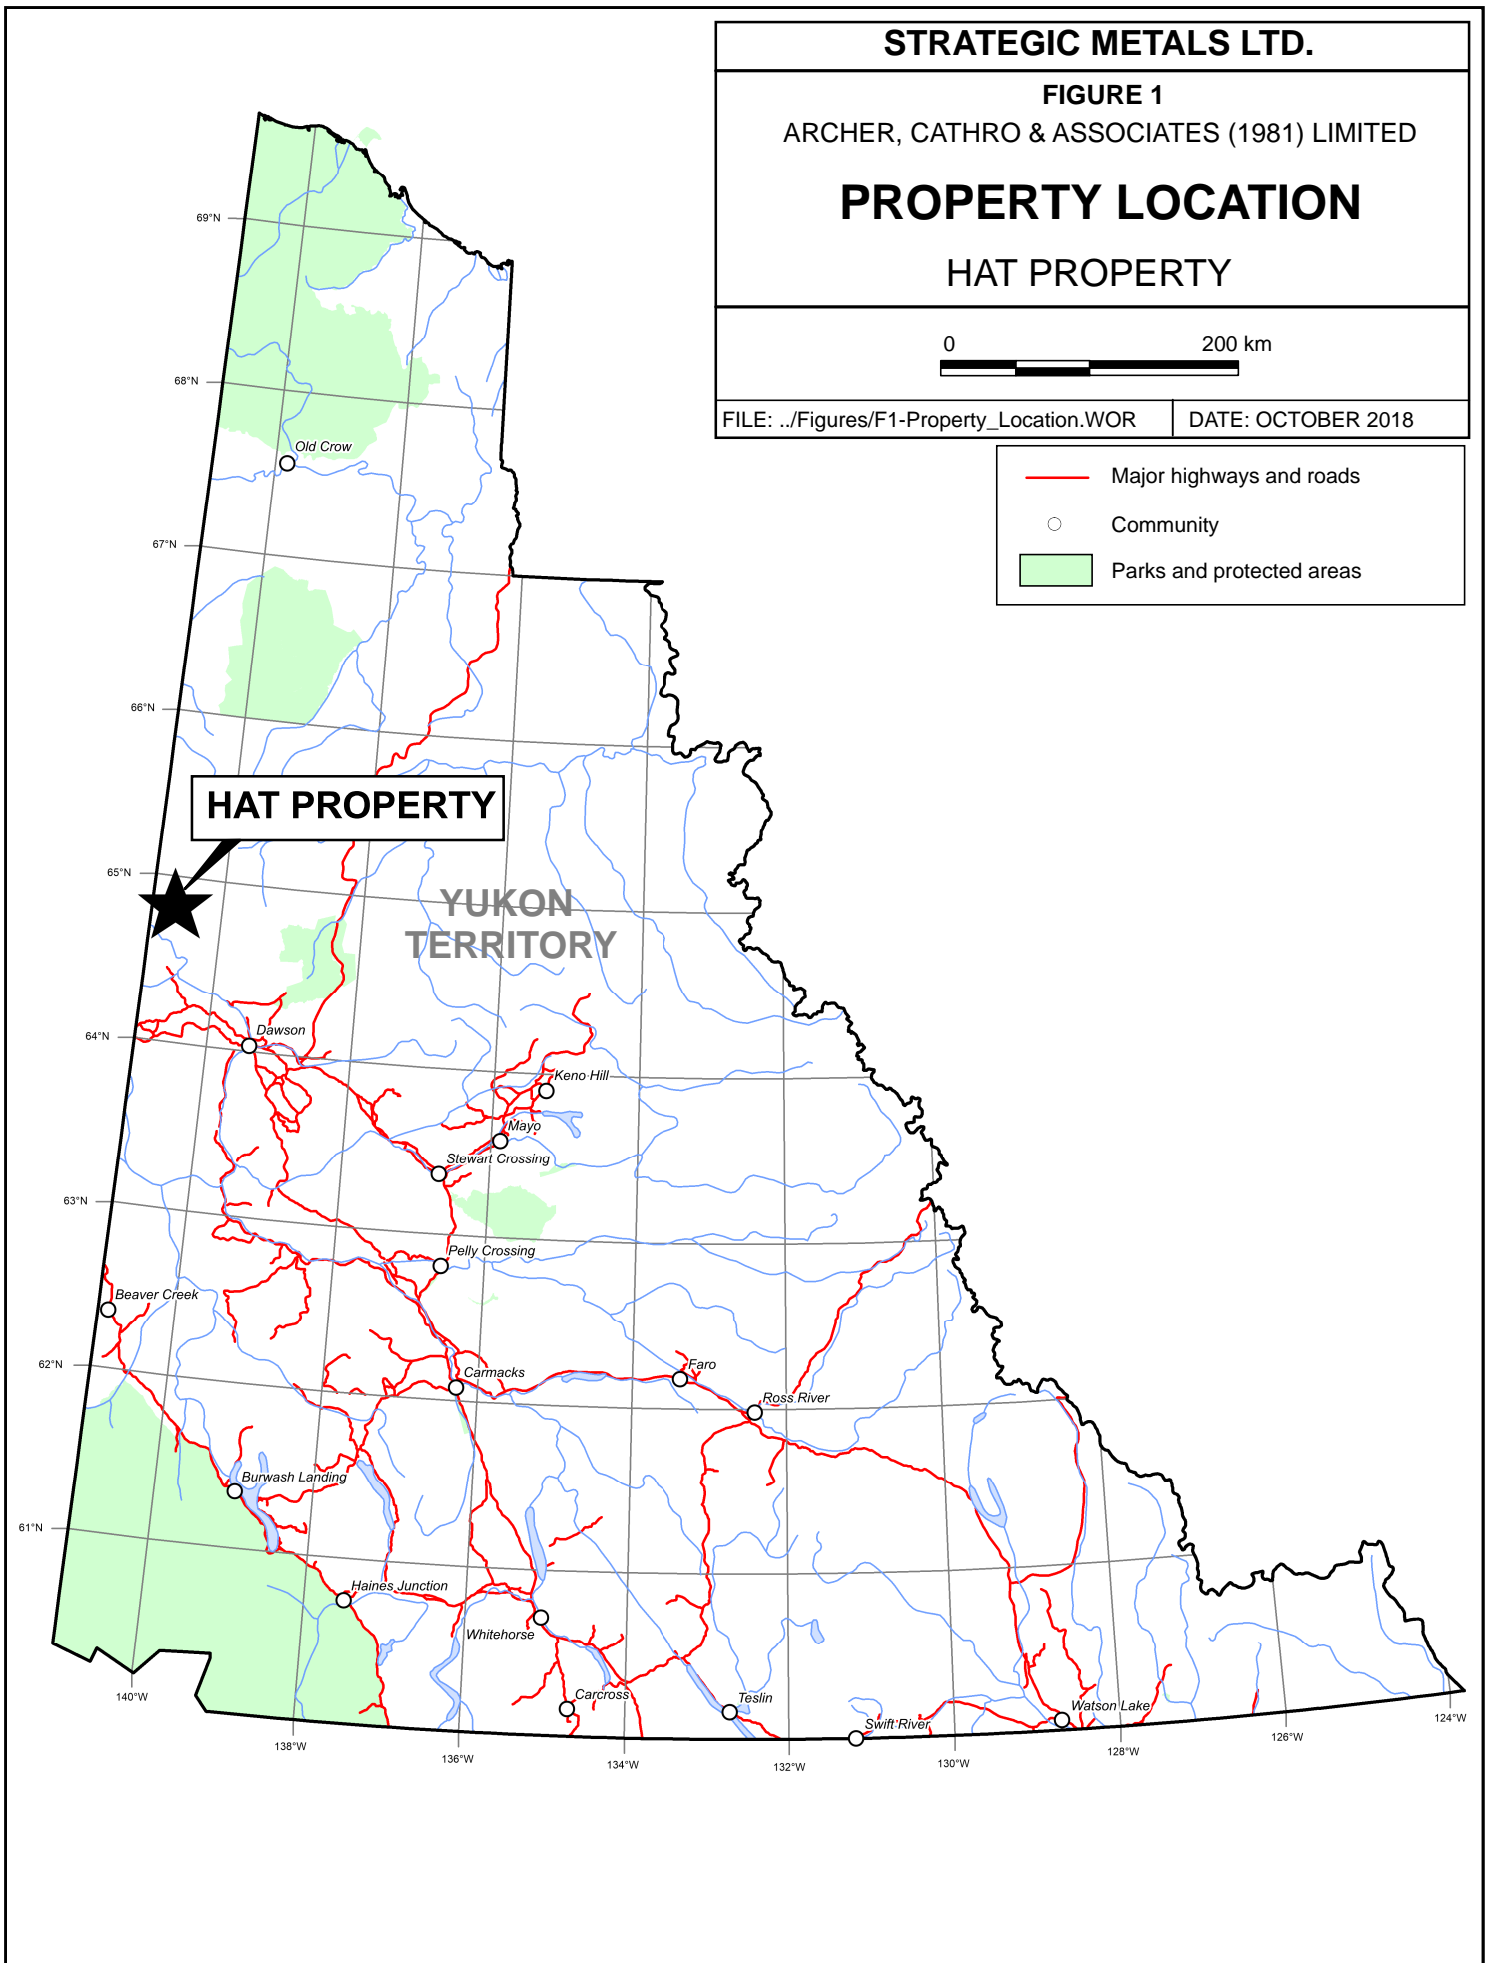 STRATEGIC METALS LTD.
FIGURE 1
ARCHER, CATHRO & ASSOCIATES (1981) LIMITED
PROPERTY LOCATION
HAT PROPERTY
0 200 km
FILE: ../Figures/F1-Property_Location.WOR DATE: OCTOBER 2018
Major highways and roads
Community
Parks and protected areas
69°N
68°N
Old Crow
67°N
66°N
HAT PROPERTY
65°N
YUKON
TERRITORY
64°N
Dawson
Keno Hill
Mayo
Stewart Crossing
63°N
Pelly Crossing
Beaver Creek
62°N
Carmacks
Faro
Ross River
Burwash Landing
61°N
Haines Junction
Whitehorse
Carcross
Teslin
Watson Lake
Swift River
140°W
138°W
136°W
134°W
132°W
130°W
128°W
126°W
124°W